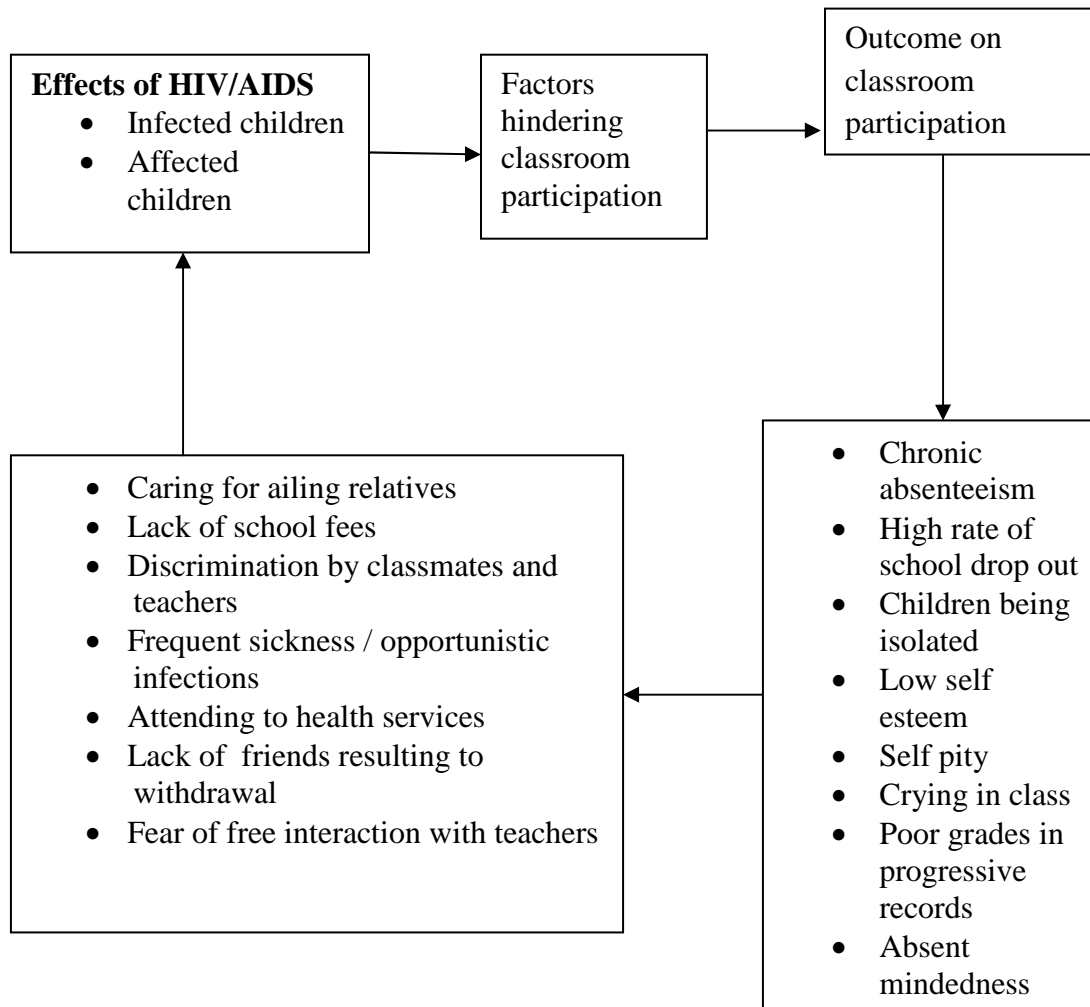 Effects of HIV/AIDS
• Infected children
• Affected
children
Factors
hindering
classroom
participation
Outcome on
classroom
participation
• Caring for ailing relatives
• Lack of school fees
• Discrimination by classmates and
teachers
• Frequent sickness / opportunistic
infections
• Attending to health services
• Lack of  friends resulting to
withdrawal
• Fear of free interaction with teachers
• Chronic
absenteeism
• High rate of
school drop out
• Children being
isolated
• Low self
esteem
• Self pity
• Crying in class
• Poor grades in
progressive
records
• Absent
mindedness